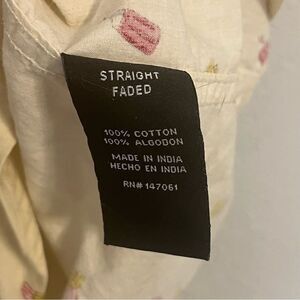 STRAIGHT
FADED
100% COTTON
100% ALGODON
MADE IN INDIA
HECHO EN INDIA
RN# 147061